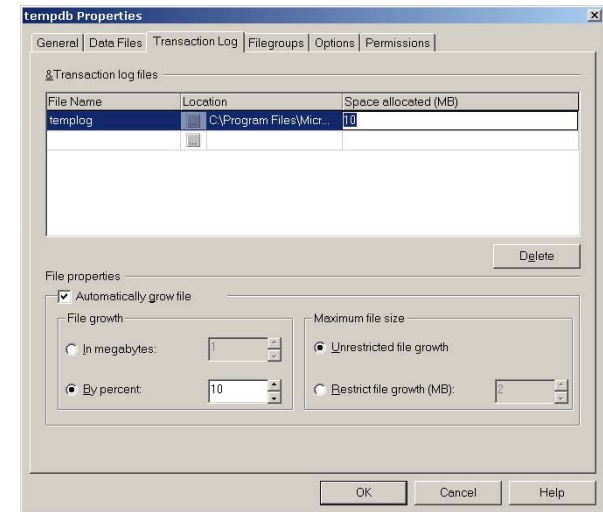 tempdb Properties
General Data Files Transaction Log Filegroups Options Permissions
&Transaction log files
File Name Location Space allocated (MB)
templog ... C:\Program Files\Micr... 10
...
Delete
File properties
Automatically grow file
File growth Maximum file size
In megabytes: 1 Unrestricted file growth
By percent: 10 Restrict file growth (MB): 2
OK Cancel Help